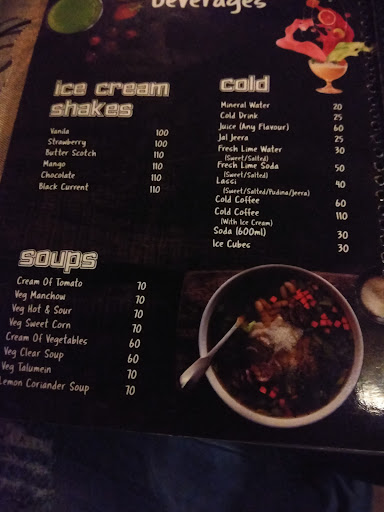 beverages
ice cream
shakes
Vanila 100
Strawberry 100
Butter Scotch 110
Mango 110
Chocolate 110
Black Current 110
cold
Mineral Water 20
Cold Drink 25
Juice (Any Flavour) 60
Jal Jeera 25
Fresh Lime Water 30
(Sweet/Salted)
Fresh Lime Soda 50
(Sweet/Salted)
Lassi 40
(Sweet/Salted/Pudina/Jeera)
Cold Coffee 60
Cold Coffee 110
(With Ice Cream)
Soda (600ml) 30
Ice Cubes 30
soups
Cream Of Tomato 70
Veg Manchow 70
Veg Hot & Sour 70
Veg Sweet Corn 70
Cream Of Vegetables 60
Veg Clear Soup 60
Veg Talumein 70
Lemon Coriander Soup 70